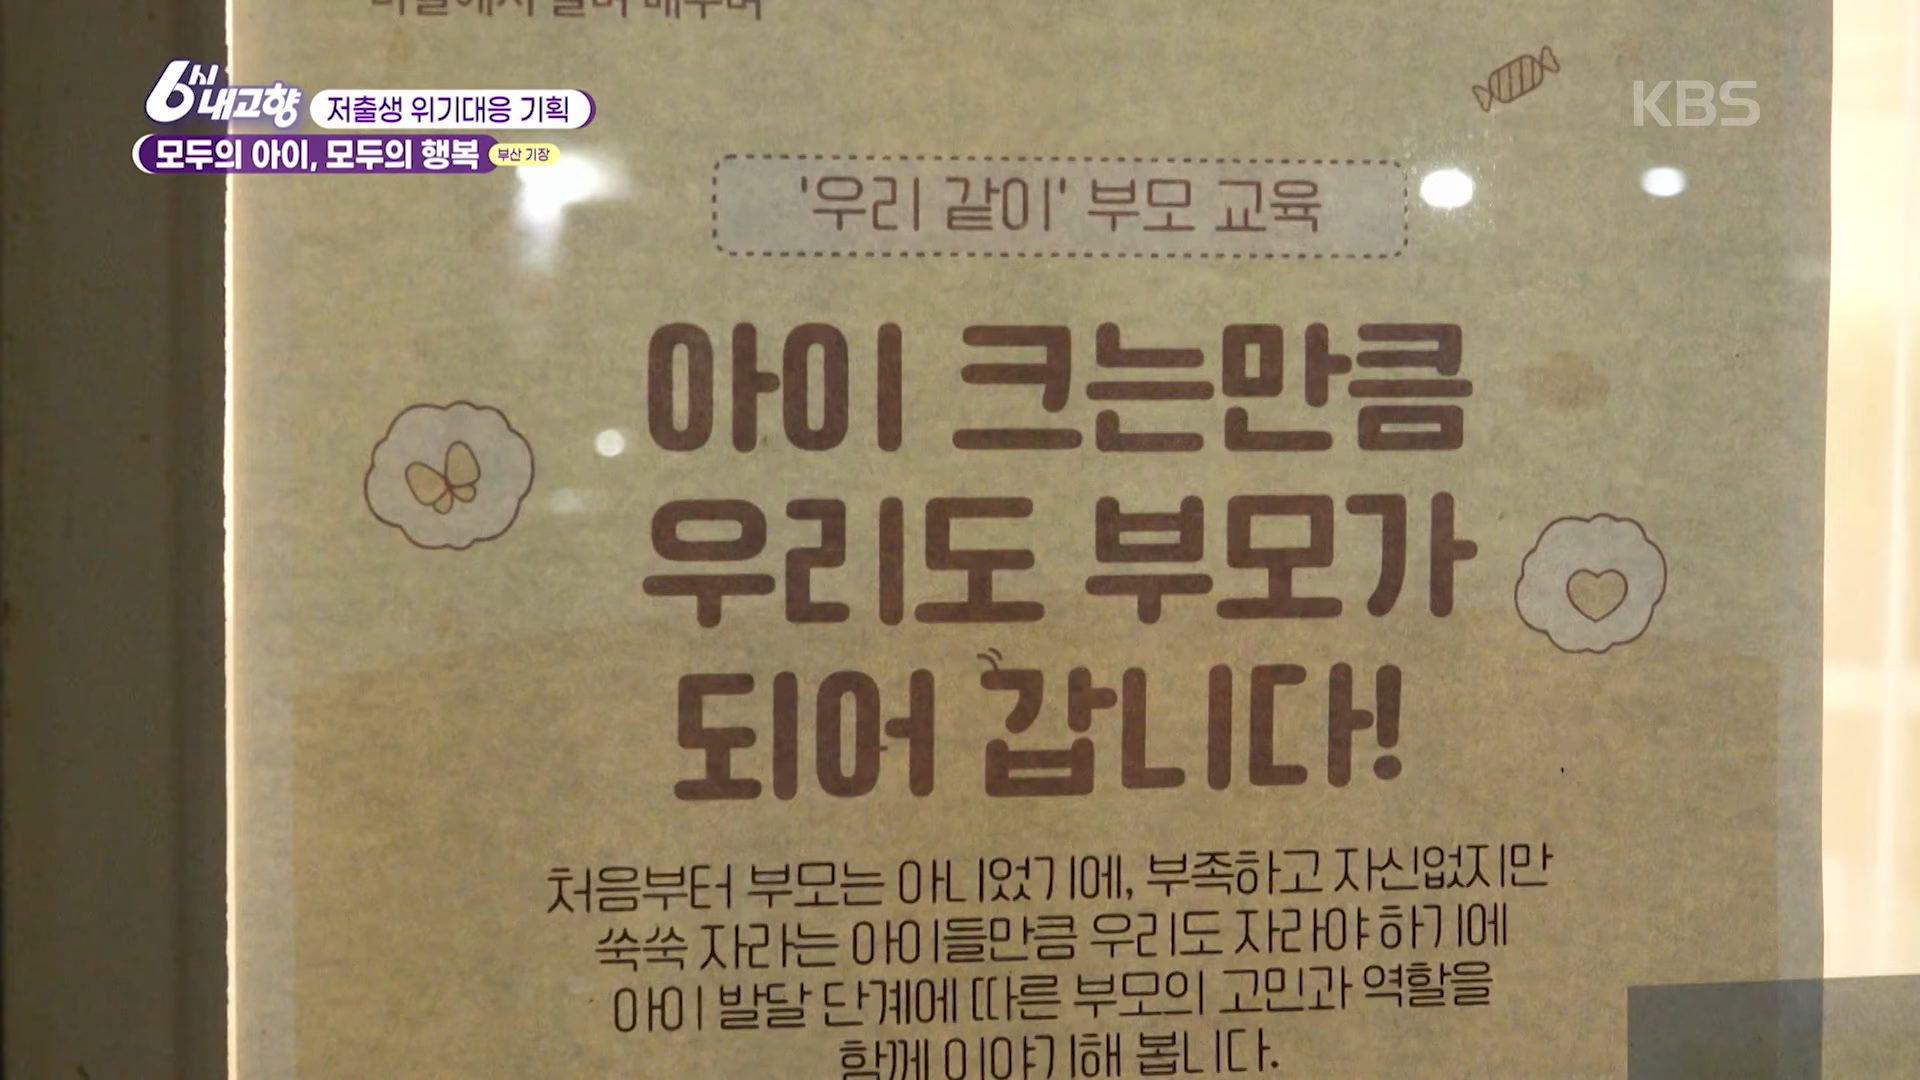 6시 내고향
저출생 위기대응 기획
모두의 아이, 모두의 행복 부산 기장
KBS
'우리 같이' 부모 교육
아이 크는만큼
우리도 부모가
되어 갑니다!
처음부터 부모는 아니었기에, 부족하고 자신없지만
쑥쑥 자라는 아이들만큼 우리도 자라야 하기에
아이 발달 단계에 따른 부모의 고민과 역할을
함께 이야기해 봅니다.